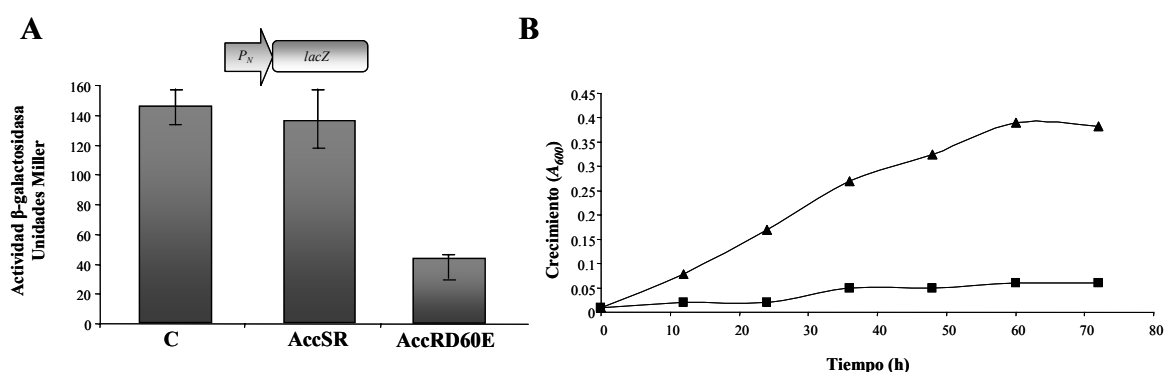 A
B
P_N lacZ
Actividad β-galactosidasa
Unidades Miller
160
140
120
100
80
60
40
20
0
C AccSR AccRD60E
Crecimiento (A600)
0.45
0.4
0.35
0.3
0.25
0.2
0.15
0.1
0.05
0
0 10 20 30 40 50 60 70 80
Tiempo (h)